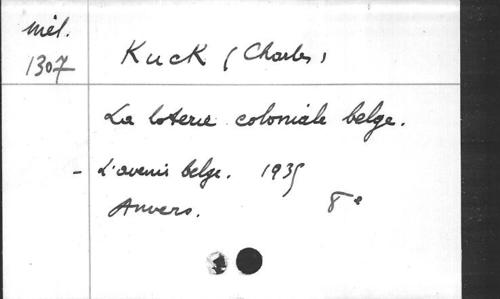 mél.
1307
Kuck (Charles)
La loterie coloniale belge.
- L'avenir belge. 1935
Anvers. 8°